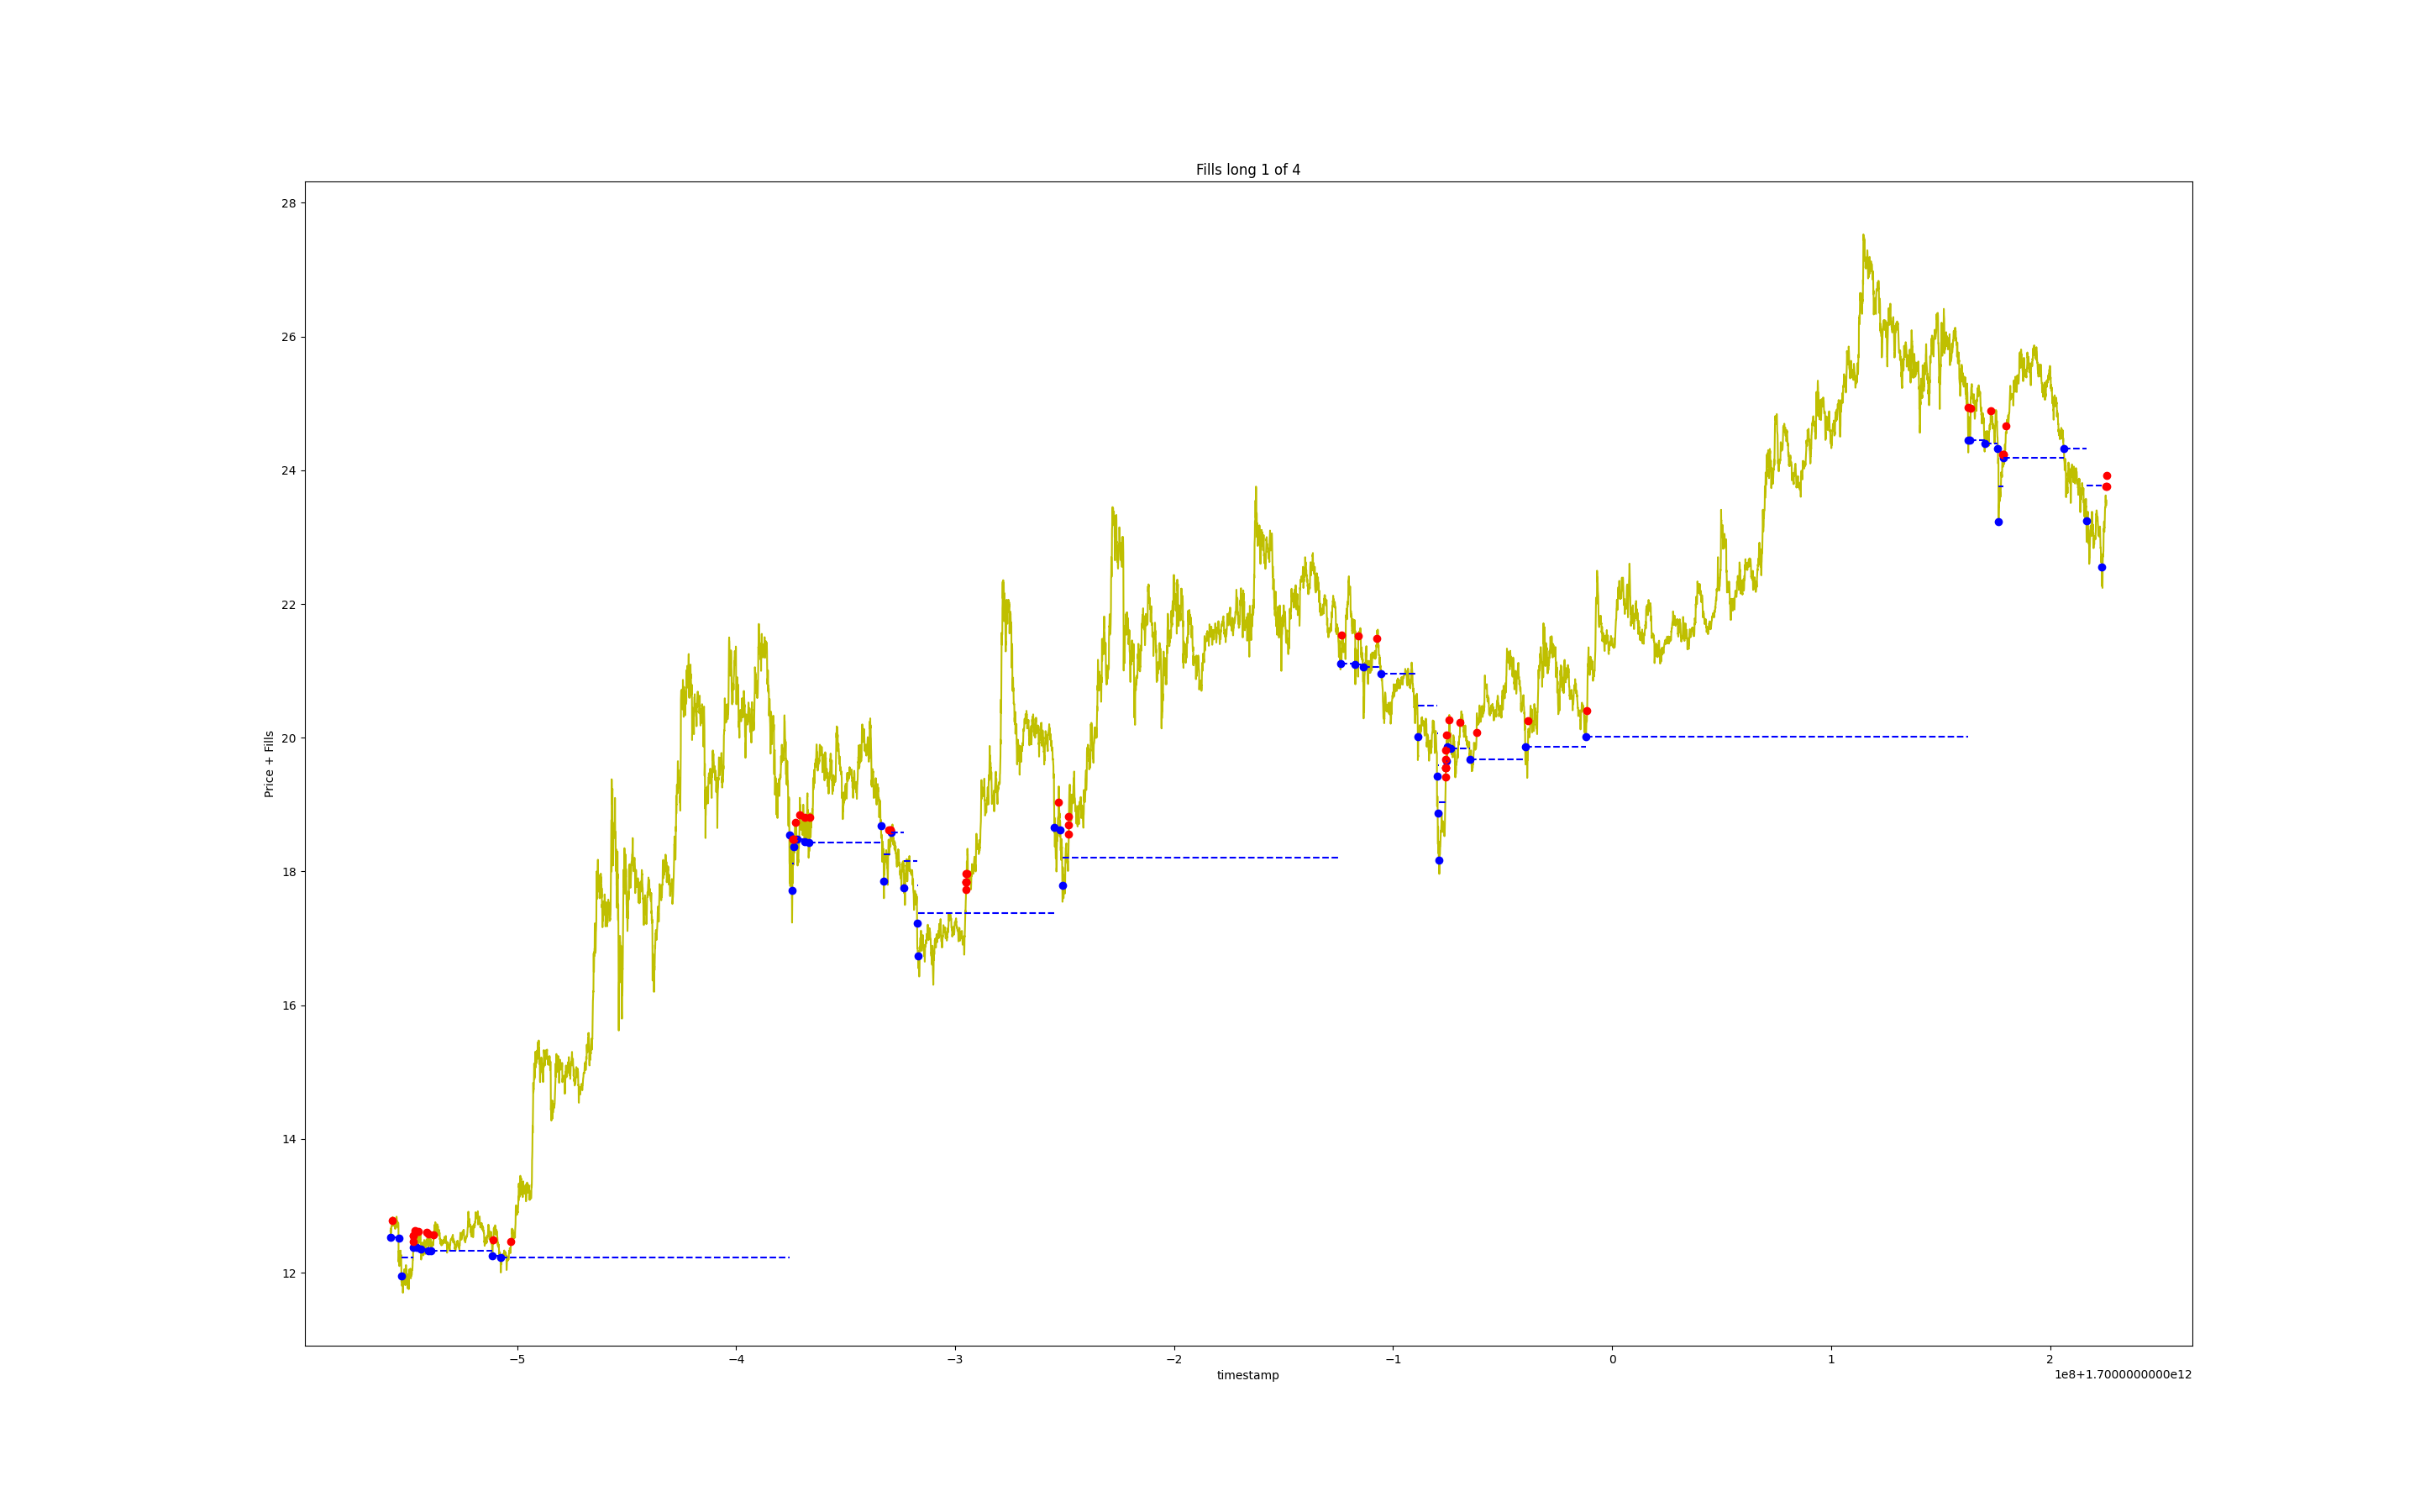 Fills long 1 of 4
28
26
24
22
20
18
16
14
12
Price + Fills
−5 −4 −3 −2 −1 0 1 2
timestamp
1e8+1.7000000000e12